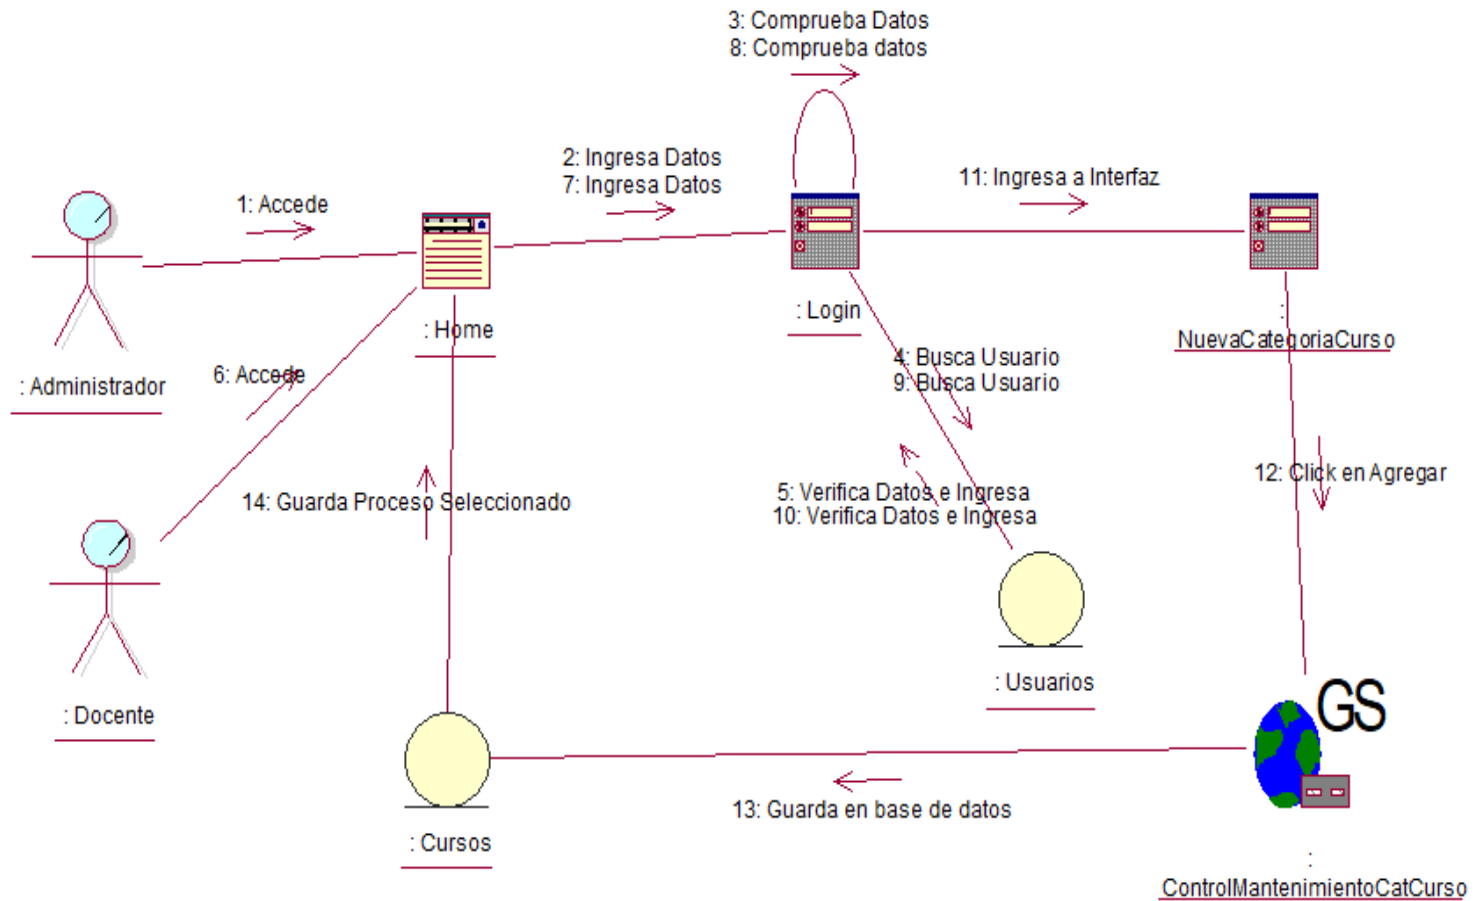 3: Comprueba Datos
8: Comprueba datos
2: Ingresa Datos
7: Ingresa Datos
11: Ingresa a Interfaz
1: Accede
: Home
: Login
:
NuevaCategoriaCurso
: Administrador
6: Accede
4: Busca Usuario
9: Busca Usuario
12: Click en Agregar
14: Guarda Proceso Seleccionado
5: Verifica Datos e Ingresa
10: Verifica Datos e Ingresa
: Usuarios
: Docente
GS
13: Guarda en base de datos
: Cursos
:
ControlMantenimientoCatCurso